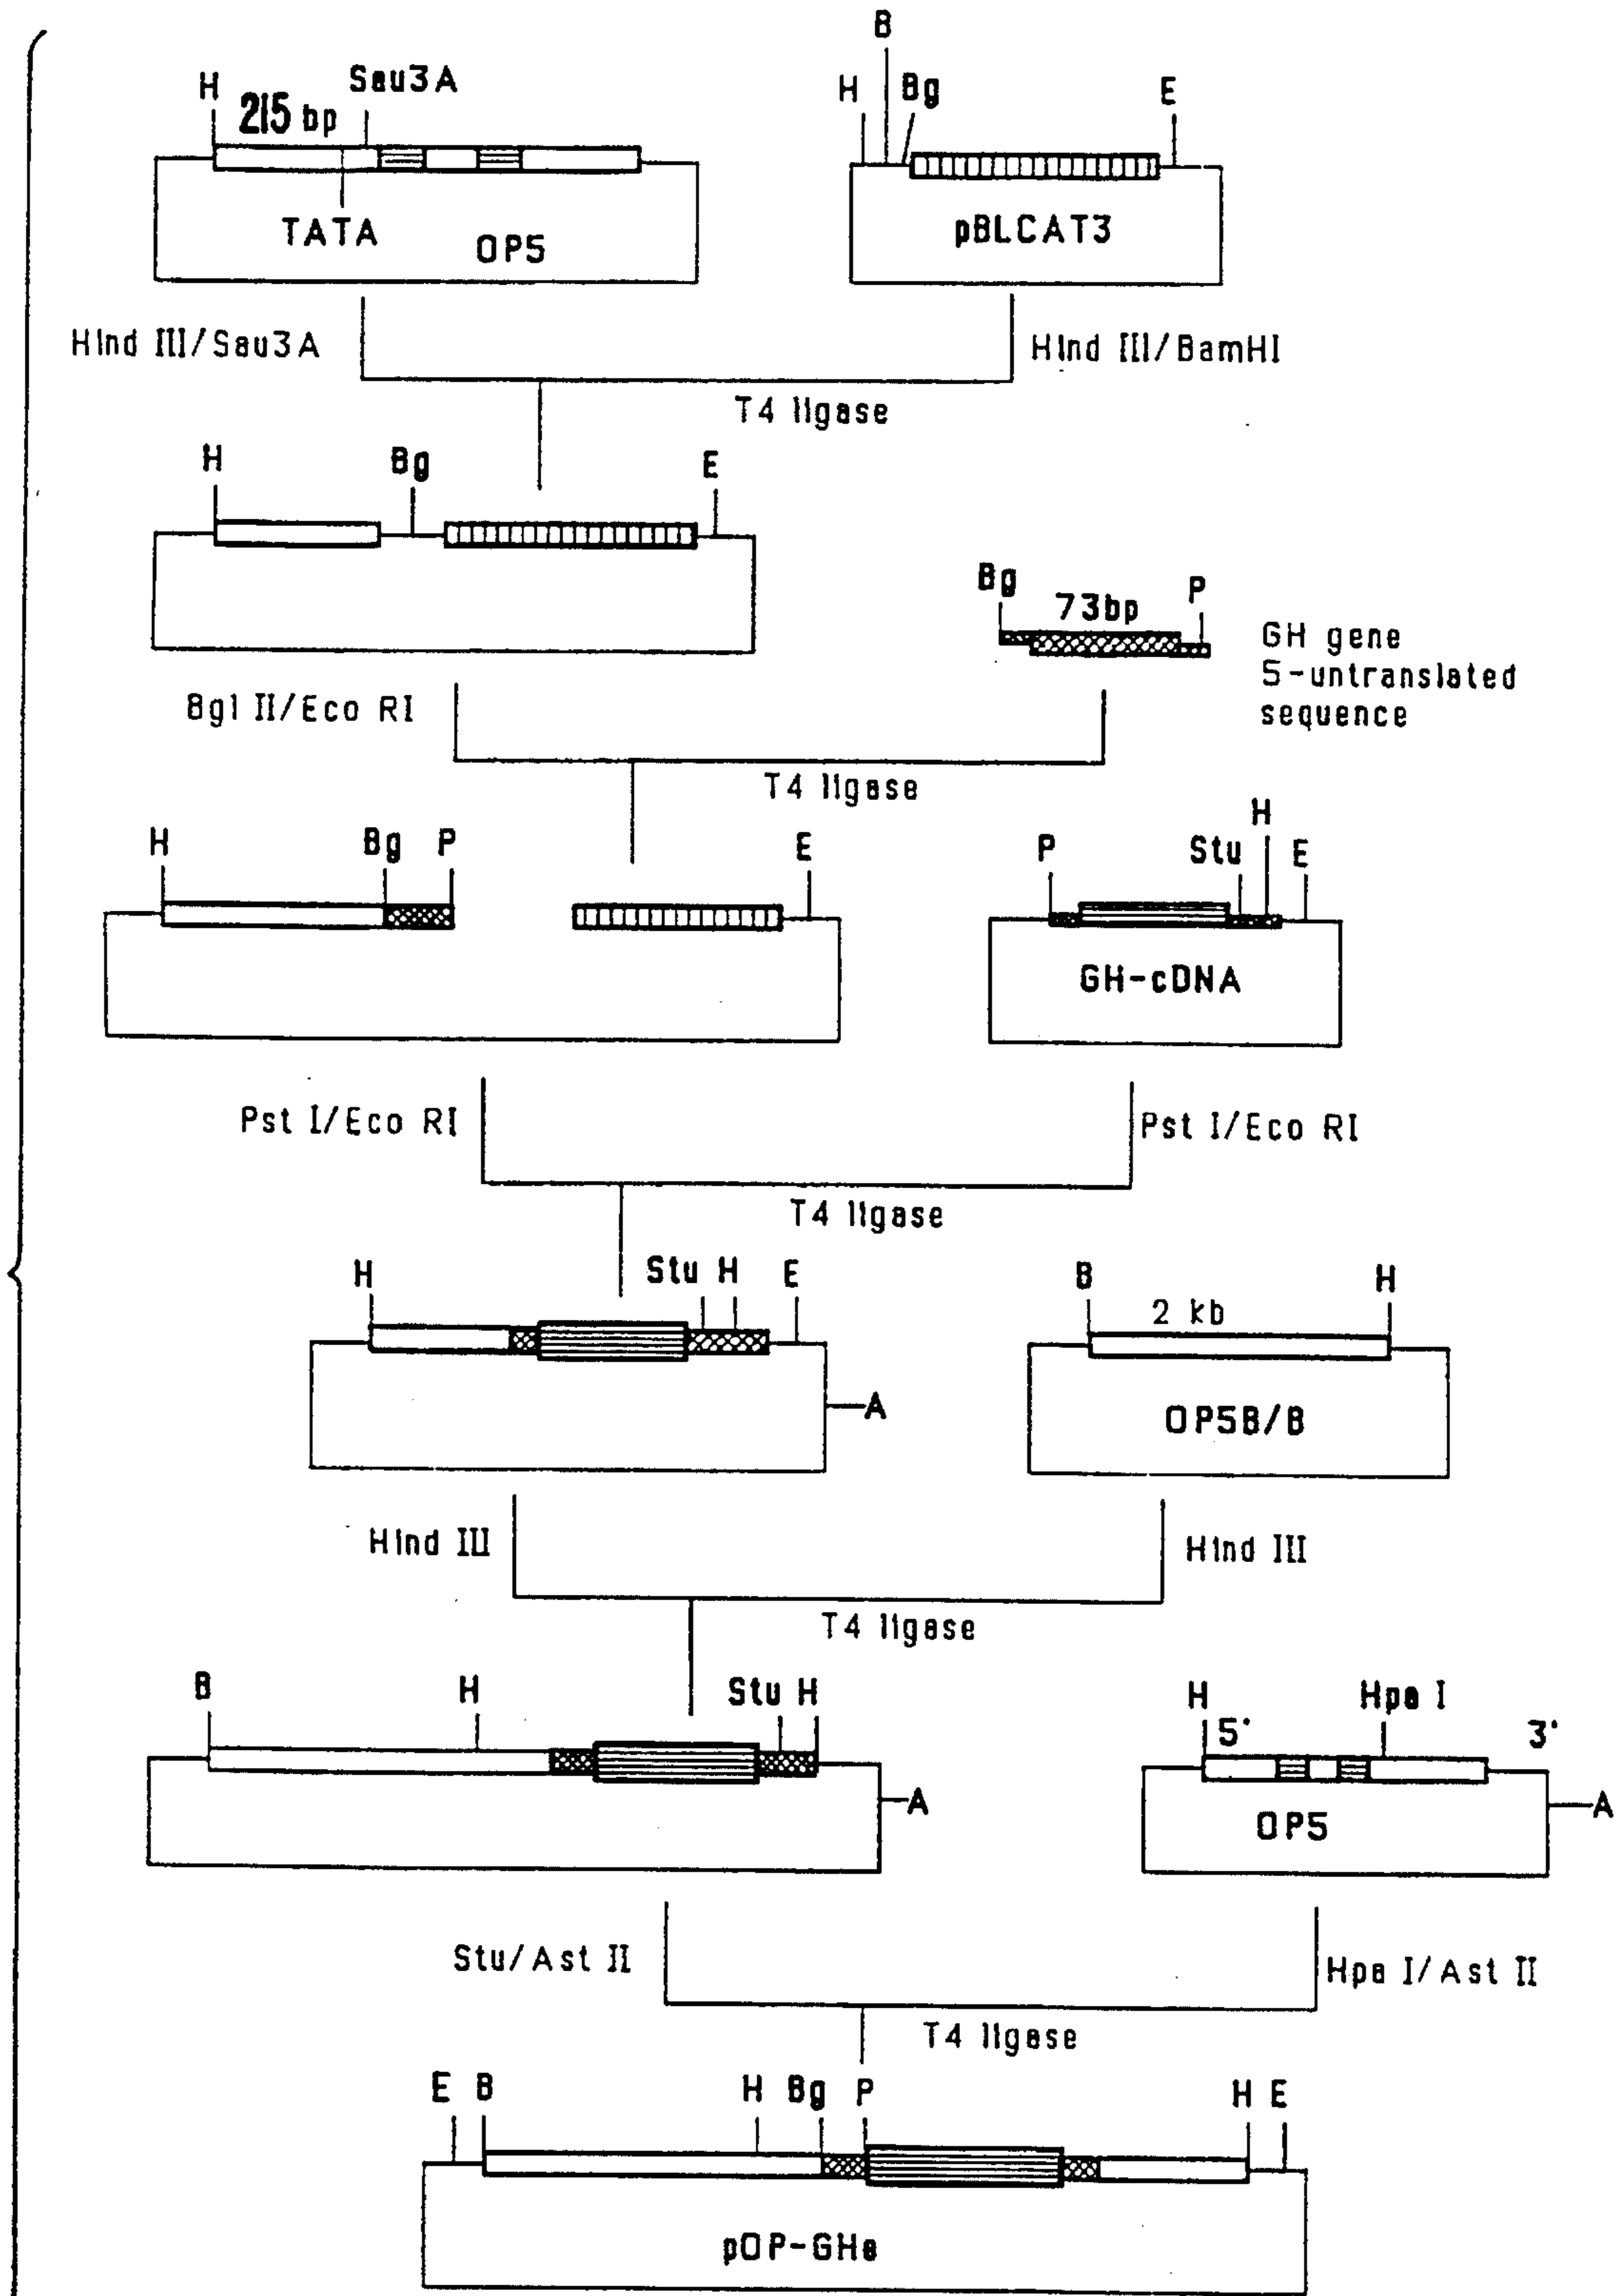 B
H Sau3A H Bg E
215 bp
TATA OP5 pBLCAT3
Hind III/Sau3A Hind III/BamHI
T4 ligase
H Bg E
Bg 73bp P
GH gene
5-untranslated
sequence
Bgl II/Eco RI
T4 ligase
H Bg P E P Stu H E
GH-cDNA
Pst I/Eco RI Pst I/Eco RI
T4 ligase
H Stu H E B 2 kb H
A
OP5B/B
Hind III Hind III
T4 ligase
B H Stu H H 5' Hpa I 3'
A A
OP5
Stu/Ast II Hpa I/Ast II
T4 ligase
E B H Bg P H E
pOP-GHe